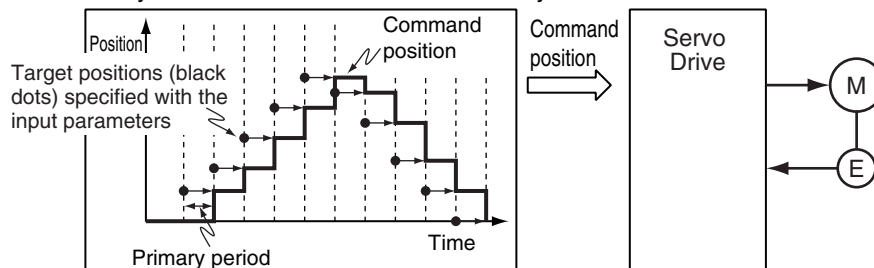 Position
Command
position
Target positions (black
dots) specified with the
input parameters
Primary period
Time
Command
position
Servo
Drive
M
E